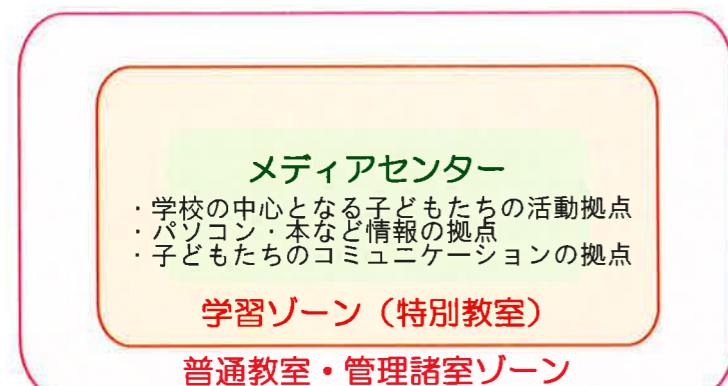 メディアセンター
・学校の中心となる子どもたちの活動拠点
・パソコン・本など情報の拠点
・子どもたちのコミュニケーションの拠点
学習ゾーン（特別教室）
普通教室・管理諸室ゾーン